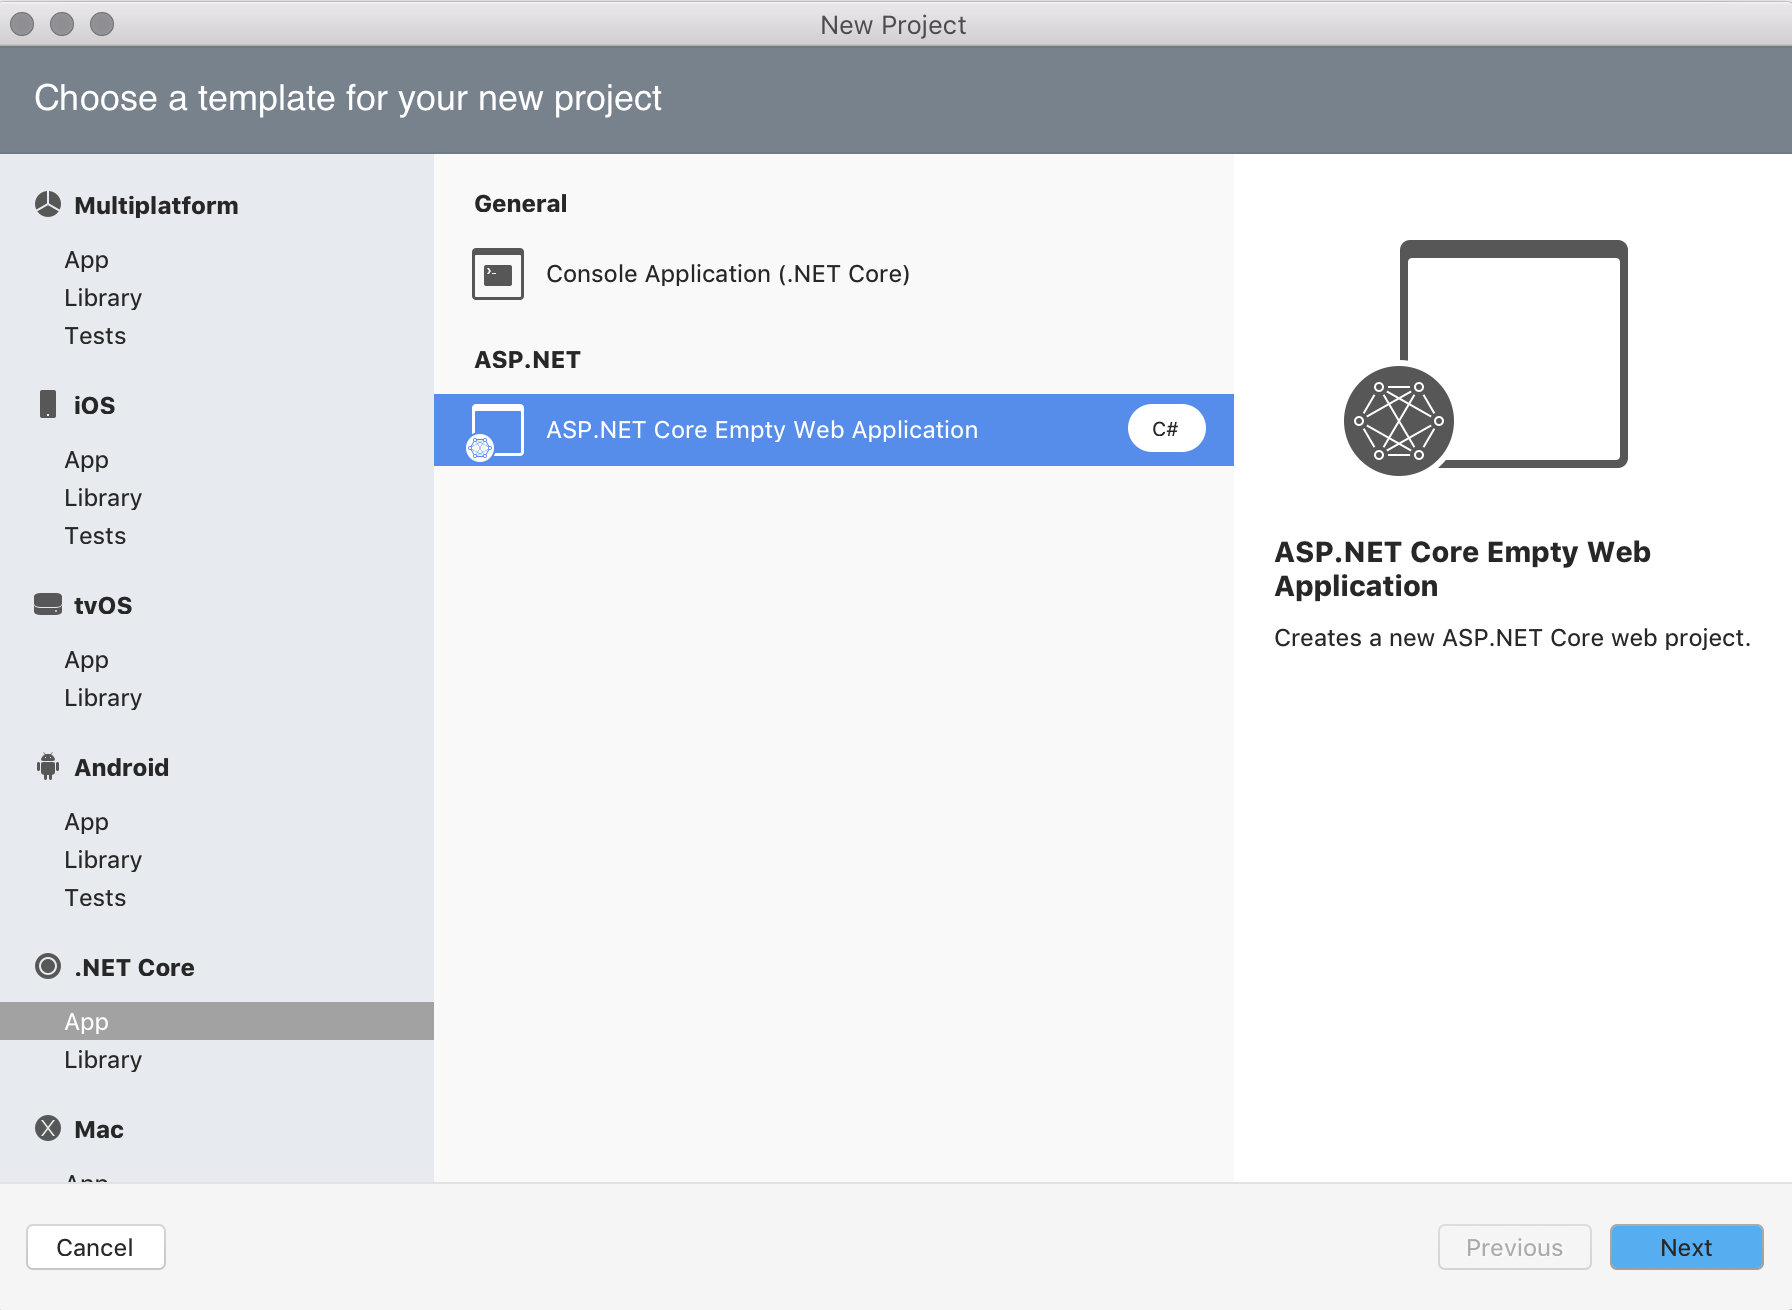 New Project
Choose a template for your new project
Multiplatform
App
Library
Tests
iOS
App
Library
Tests
tvOS
App
Library
Android
App
Library
Tests
.NET Core
App
Library
Mac
App
General
Console Application (.NET Core)
ASP.NET
ASP.NET Core Empty Web Application
C#
ASP.NET Core Empty Web
Application
Creates a new ASP.NET Core web project.
Cancel
Previous
Next